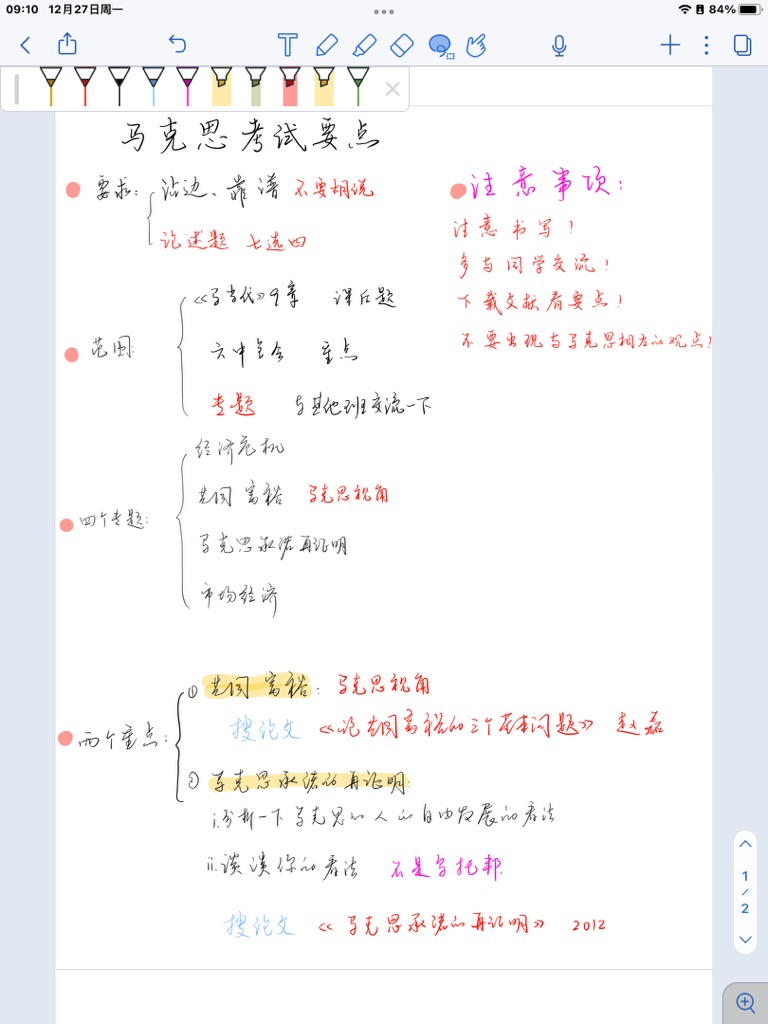 09:10 12月27日周一
84%
马克思考试要点
要求: 沾边、靠谱 不要胡说
论述题 七选四
注意事项:
注意书写!
多与同学交流!
下载文献看要点!
不要出现与马克思相左的观点!
范围:
《马当代》9章 课后题
六中全会 重点
专题 与其他班交流一下
四个专题:
经济危机
共同富裕 马克思视角
马克思承诺再证明
市场经济
两个重点:
① 共同富裕: 马克思视角
搜论文 《论共同富裕的三个基本问题》 赵磊
② 马克思承诺的再证明:
i.分析一下马克思的人的自由发展的看法
ii.谈谈你的看法 不是乌托邦.
搜论文 《马克思承诺的再证明》 2012
1
/
2